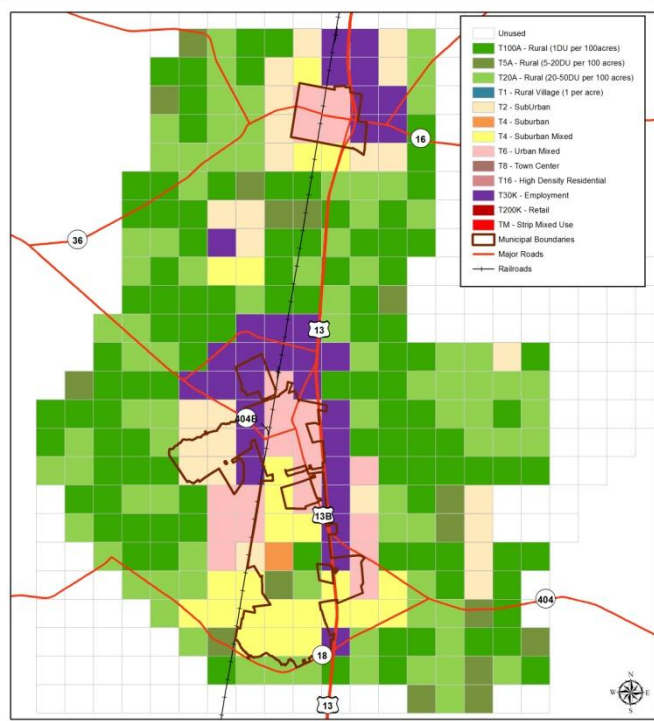 Unused
T100A - Rural (1DU per 100acres)
T5A - Rural (5-20DU per 100 acres)
T20A - Rural (20-50DU per 100 acres)
T1 - Rural Village (1 per acre)
T2 - SubUrban
T4 - Suburban
T4 - Suburban Mixed
T6 - Urban Mixed
T8 - Town Center
T16 - High Density Residential
T30K - Employment
T200K - Retail
TM - Strip Mixed Use
Municipal Boundaries
Major Roads
Railroads
16
36
13
404B
13B
404
18
13
N
W E
S